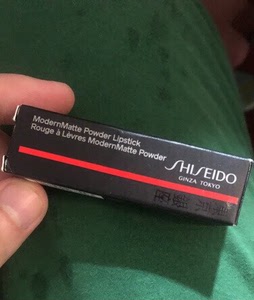 ModernMatte Powder Lipstick
Rouge à Lèvres ModernMatte Powder
SHISEIDO
GINZA TOKYO